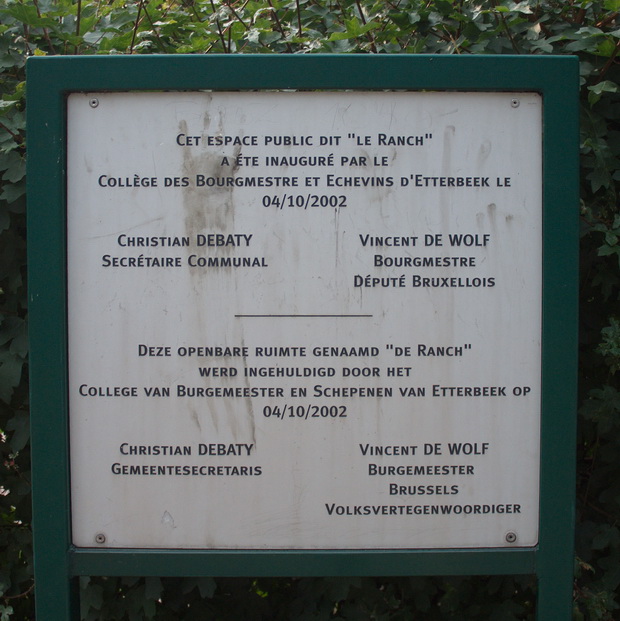 Cet espace public dit "le Ranch"
a éte inauguré par le
Collège des Bourgmestre et Echevins d'Etterbeek le
04/10/2002
Christian DEBATY
Secrétaire Communal
Vincent DE WOLF
Bourgmestre
Député Bruxellois
Deze openbare ruimte genaamd "de Ranch"
werd ingehuldigd door het
College van Burgemeester en Schepenen van Etterbeek op
04/10/2002
Christian DEBATY
Gemeentesecretaris
Vincent DE WOLF
Burgemeester
Brussels
Volksvertegenwoordiger